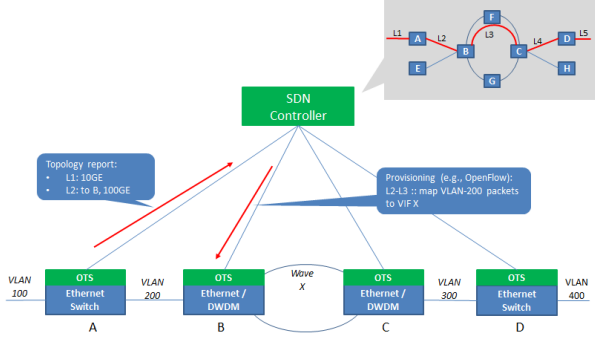 F
L1
A
L2
L3
L4
D
L5
B
C
E
G
H
SDN
Controller
Topology report:
• L1: 10GE
• L2: to B, 100GE
Provisioning (e.g., OpenFlow):
L2-L3 :: map VLAN-200 packets
to VIF X
VLAN
100
OTS
Ethernet
Switch
A
VLAN
200
OTS
Ethernet /
DWDM
B
Wave
X
OTS
Ethernet /
DWDM
C
VLAN
300
OTS
Ethernet
Switch
D
VLAN
400